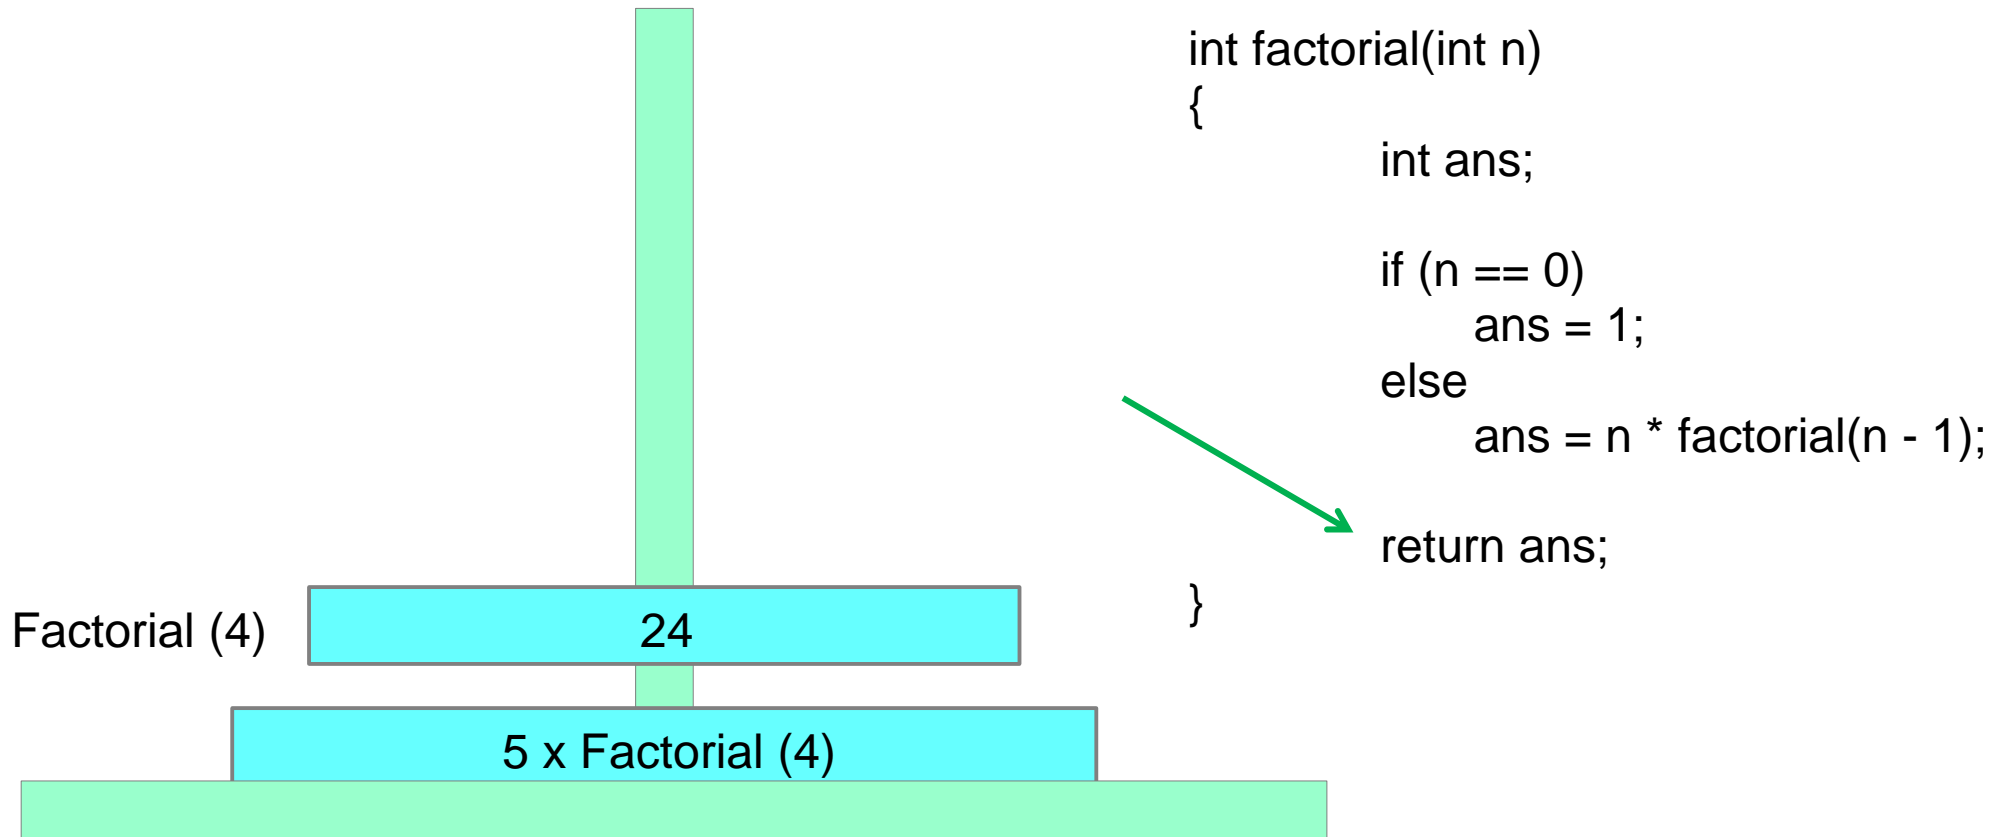 int factorial(int n)
{
int ans;
if (n == 0)
ans = 1;
else
ans = n * factorial(n - 1);
return ans;
}
Factorial (4)
24
5 x Factorial (4)